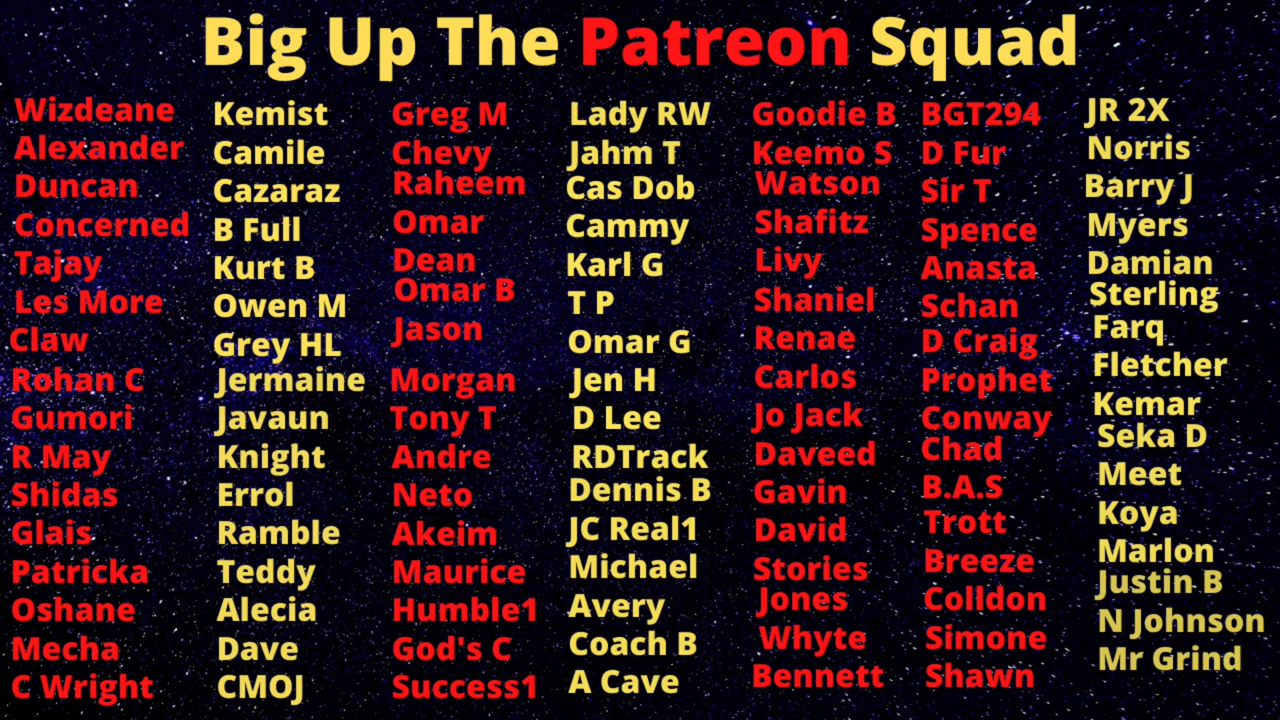 Big Up The Patreon Squad
Wizdeane
Alexander
Duncan
Concerned
Tajay
Les More
Claw
Rohan C
Gumori
R May
Shidas
Glais
Patricka
Oshane
Mecha
C Wright
Kemist
Camile
Cazaraz
B Full
Kurt B
Owen M
Grey HL
Jermaine
Javaun
Knight
Errol
Ramble
Teddy
Alecia
Dave
CMOJ
Greg M
Chevy
Raheem
Omar
Dean
Omar B
Jason
Morgan
Tony T
Andre
Neto
Akeim
Maurice
Humble1
God's C
Success1
Lady RW
Jahm T
Cas Dob
Cammy
Karl G
T P
Omar G
Jen H
D Lee
RDTrack
Dennis B
JC Real1
Michael
Avery
Coach B
A Cave
Goodie B
Keemo S
Watson
Shafitz
Livy
Shaniel
Renae
Carlos
Jo Jack
Daveed
Gavin
David
Stories
Jones
Whyte
Bennett
BGT294
D Fur
Sir T
Spence
Anasta
Schan
D Craig
Prophet
Conway
Chad
B.A.S
Trott
Breeze
Colldon
Simone
Shawn
JR 2X
Norris
Barry J
Myers
Damian
Sterling
Farq
Fletcher
Kemar
Seka D
Meet
Koya
Marlon
Justin B
N Johnson
Mr Grind